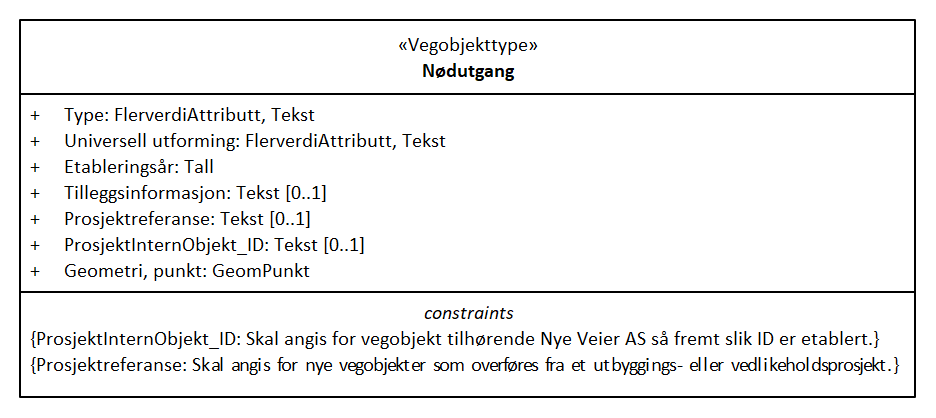 «Vegobjekttype»
Nødutgang
+ Type: FlerverdiAttributt, Tekst
+ Universell utforming: FlerverdiAttributt, Tekst
+ Etableringsår: Tall
+ Tilleggsinformasjon: Tekst [0..1]
+ Prosjektreferanse: Tekst [0..1]
+ ProsjektInternObjekt_ID: Tekst [0..1]
+ Geometri, punkt: GeomPunkt
constraints
{ProsjektInternObjekt_ID: Skal angis for vegobjekt tilhørende Nye Veier AS så fremt slik ID er etablert.}
{Prosjektreferanse: Skal angis for nye vegobjekter som overføres fra et utbyggings- eller vedlikeholdsprosjekt.}